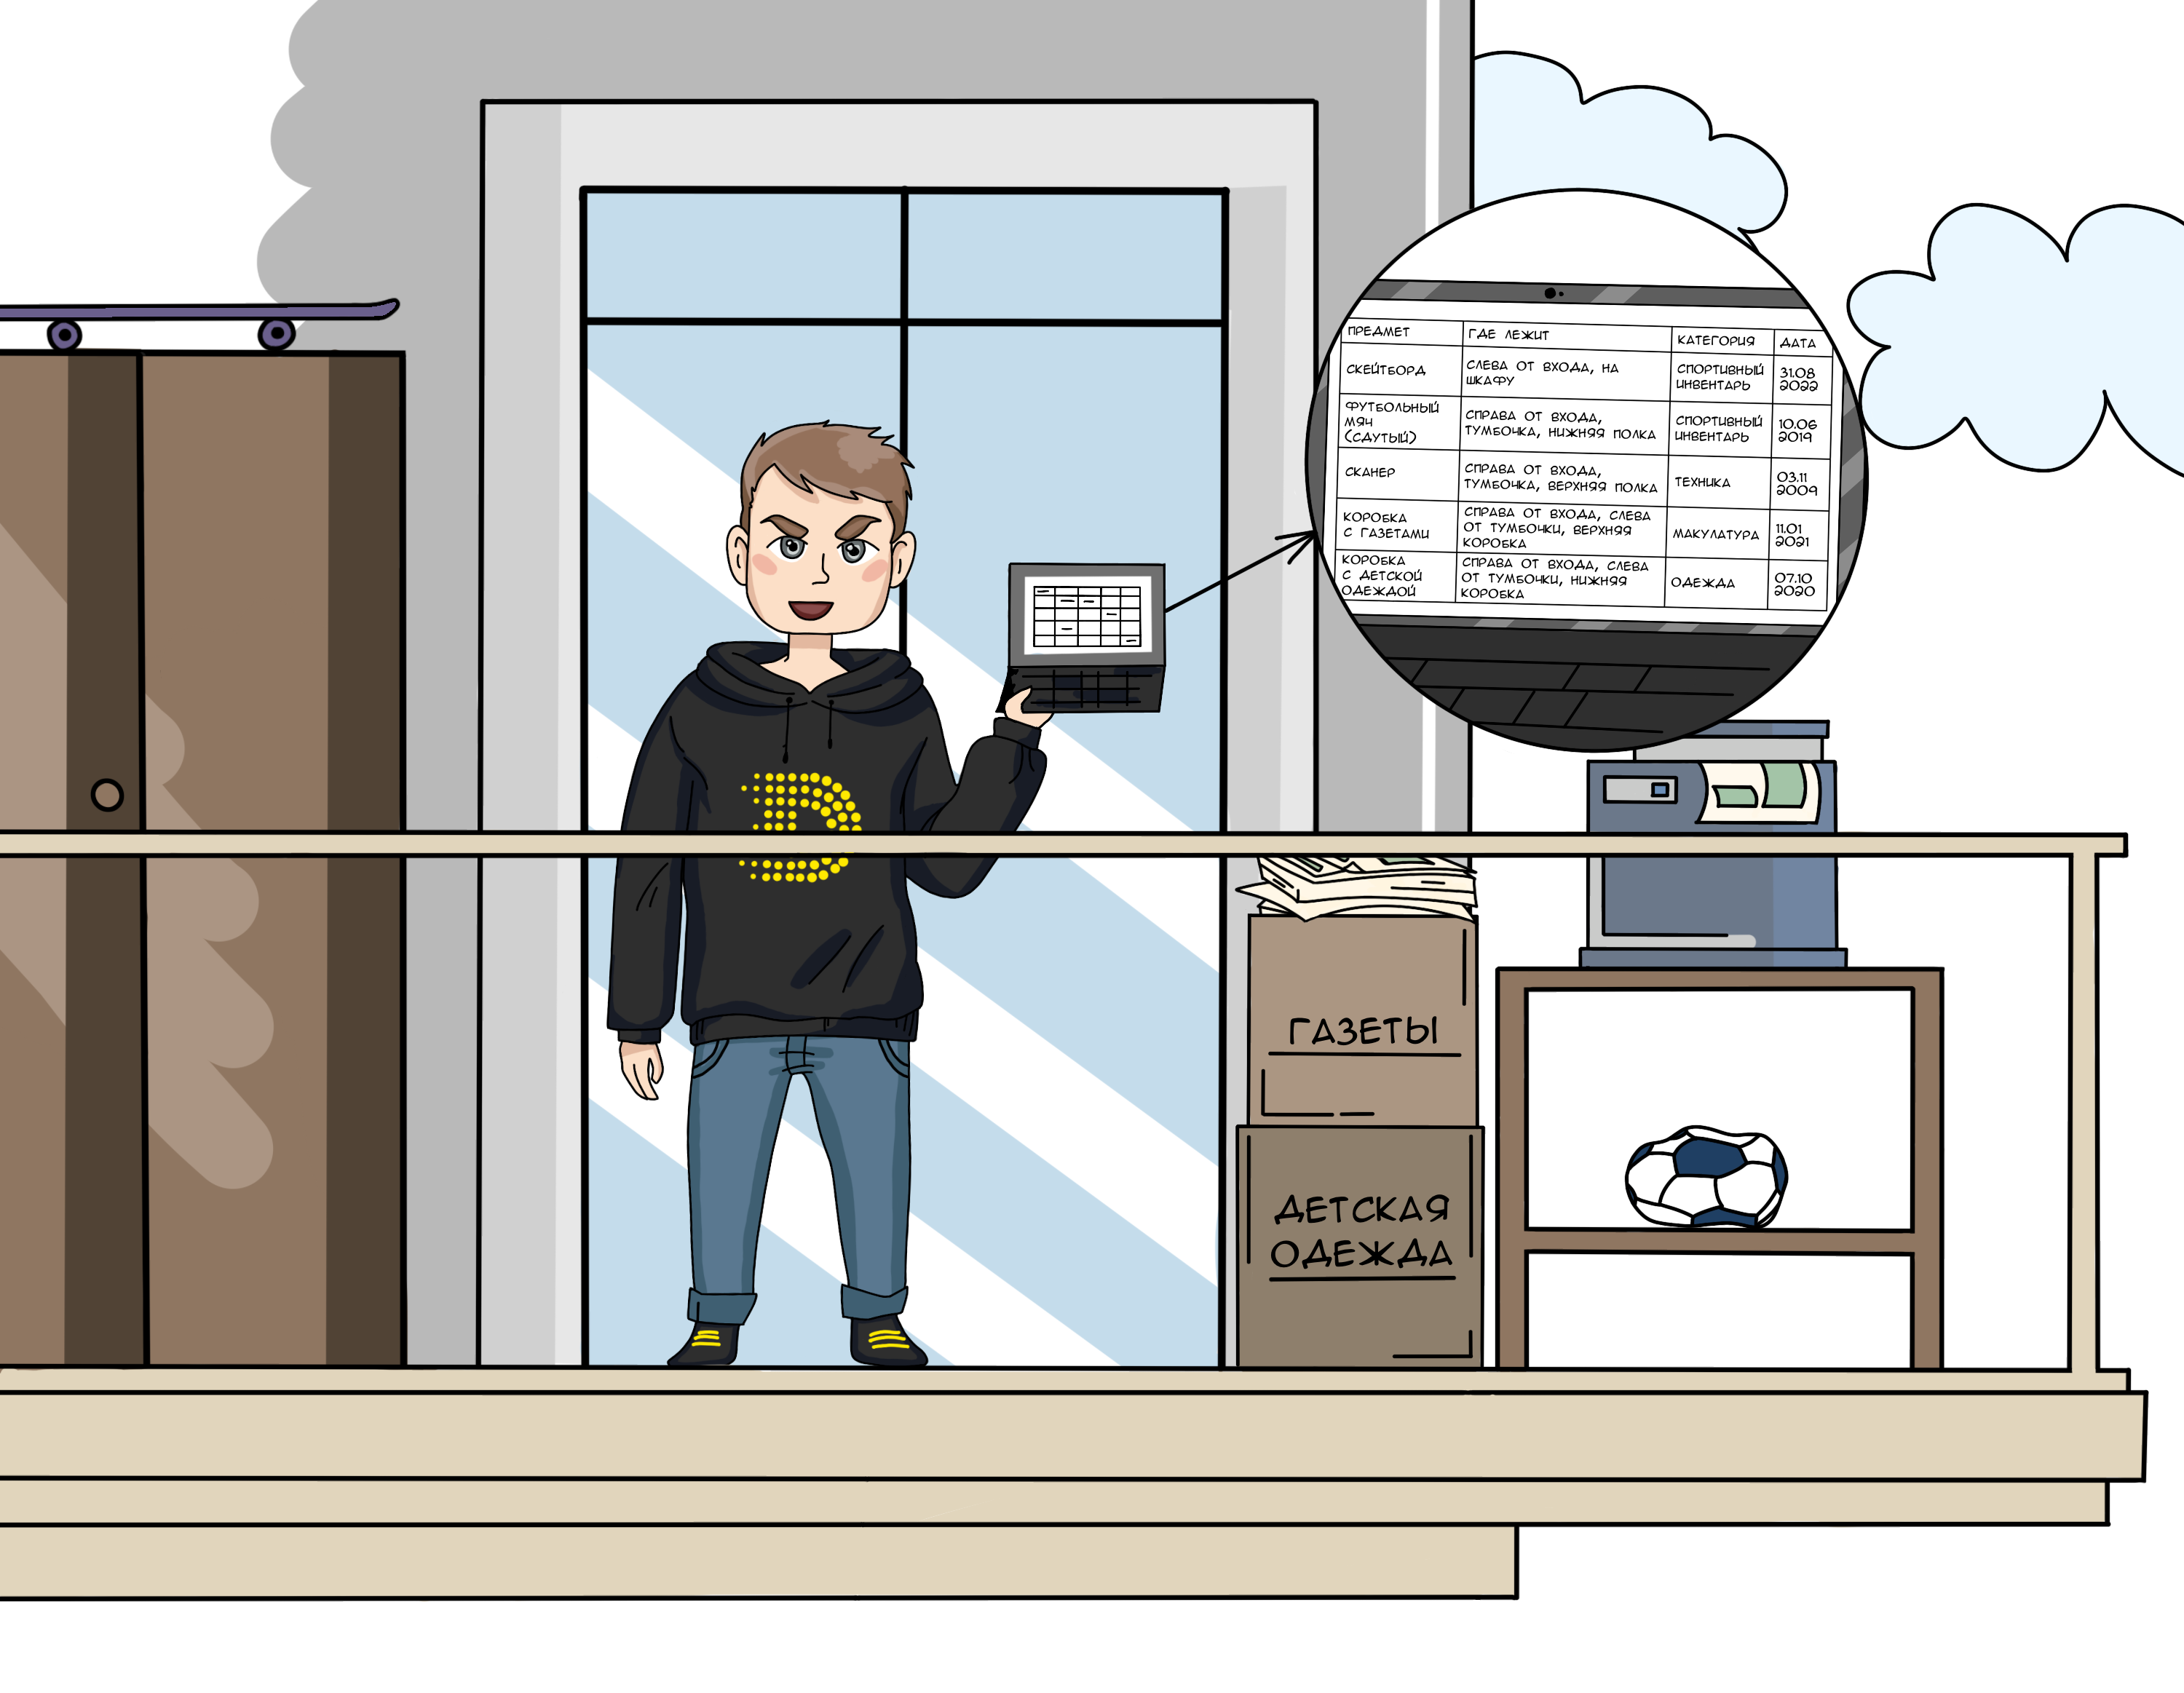 ПРЕДМЕТ ГДЕ ЛЕЖИТ КАТЕГОРИЯ ДАТА
СКЕЙТБОРД
СЛЕВА ОТ ВХОДА, НА
ШКАФУ
СПОРТИВНЫЙ
ИНВЕНТАРЬ
31.08
2022
ФУТБОЛЬНЫЙ
МЯЧ
(СДУТЫЙ)
СПРАВА ОТ ВХОДА,
ТУМБОЧКА, НИЖНЯЯ ПОЛКА
СПОРТИВНЫЙ
ИНВЕНТАРЬ
10.06
2019
СКАНЕР
СПРАВА ОТ ВХОДА,
ТУМБОЧКА, ВЕРХНЯЯ ПОЛКА
ТЕХНИКА
03.11
2009
КОРОБКА
С ГАЗЕТАМИ
СПРАВА ОТ ВХОДА, СЛЕВА
ОТ ТУМБОЧКИ, ВЕРХНЯЯ
КОРОБКА
МАКУЛАТУРА
11.01
2021
КОРОБКА
С ДЕТСКОЙ
ОДЕЖДОЙ
СПРАВА ОТ ВХОДА, СЛЕВА
ОТ ТУМБОЧКИ, НИЖНЯЯ
КОРОБКА
ОДЕЖДА
07.10
2020
ГАЗЕТЫ
ДЕТСКАЯ
ОДЕЖДА